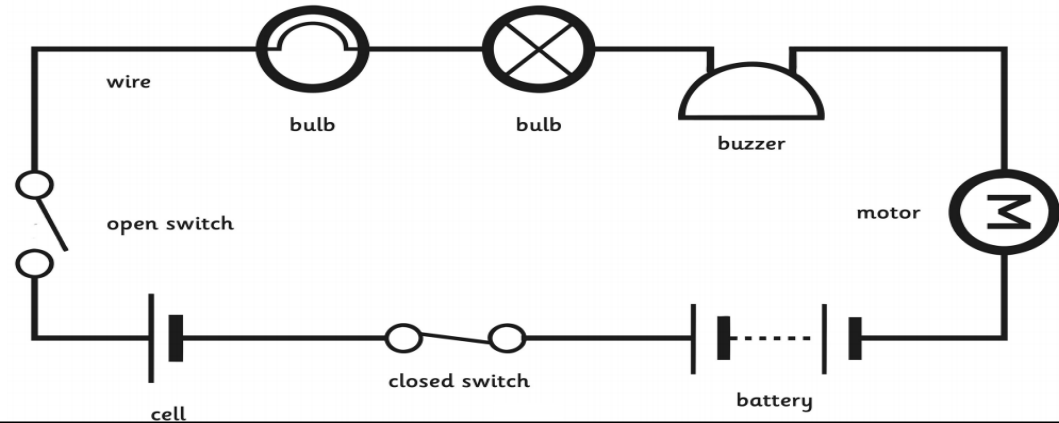 wire
bulb
bulb
buzzer
open switch
motor
M
closed switch
battery
cell